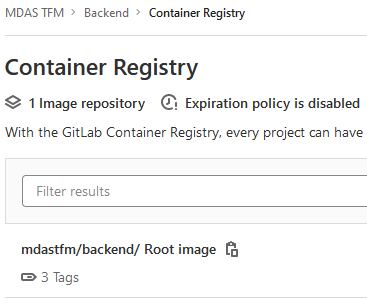 MDAS TFM > Backend > Container Registry
Container Registry
1 Image repository Expiration policy is disabled
With the GitLab Container Registry, every project can have
Filter results
mdastfm/backend/ Root image
3 Tags